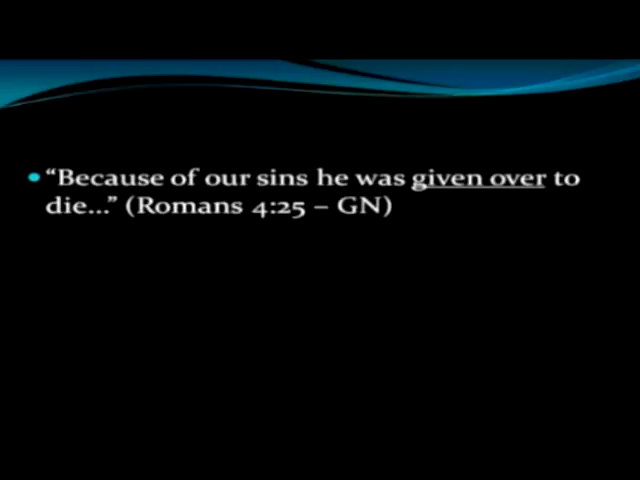 • “Because of our sins he was given over to
die...” (Romans 4:25 – GN)